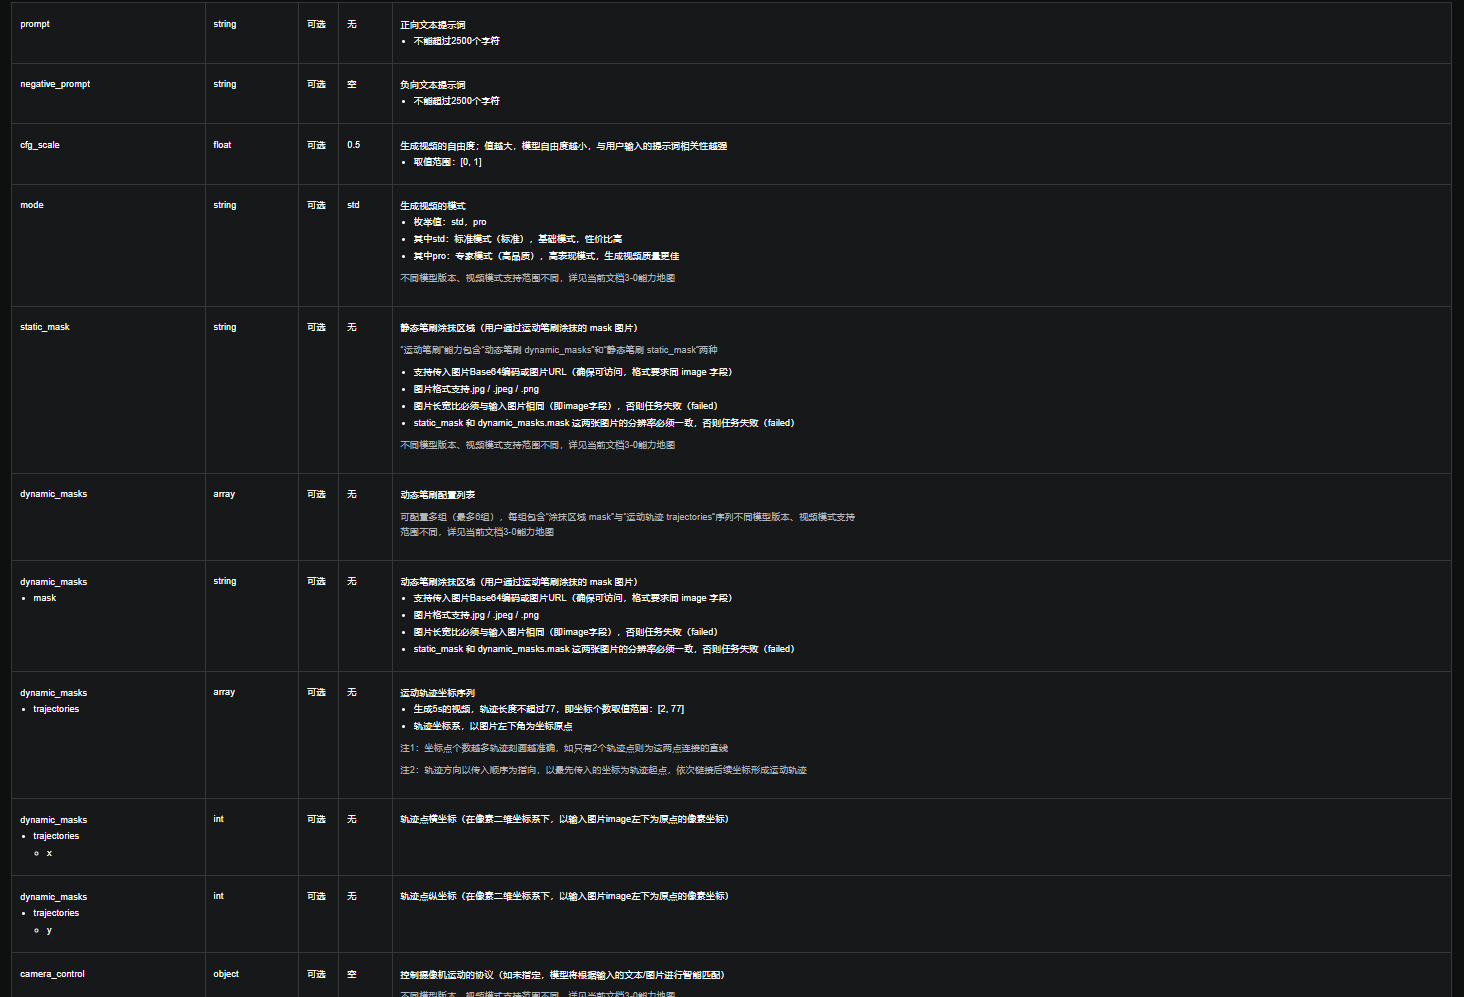 prompt string 可选 无 正向文本提示词
• 不能超过2500个字符
negative_prompt string 可选 空 负向文本提示词
• 不能超过2500个字符
cfg_scale float 可选 0.5 生成视频的自由度；值越大，模型自由度越小，与用户输入的提示词相关性越强
• 取值范围：[0, 1]
mode string 可选 std 生成视频的模式
• 枚举值：std，pro
• 其中std：标准模式（标准），基础模式，性价比高
• 其中pro：专家模式（高品质），高表现模式，生成视频质量更佳
不同模型版本、视频模式支持范围不同，详见当前文档3-0能力地图
static_mask string 可选 无 静态笔刷涂抹区域（用户通过运动笔刷涂抹的 mask 图片）
“运动笔刷”能力包含“动态笔刷 dynamic_masks”和“静态笔刷 static_mask”两种
• 支持传入图片Base64编码或图片URL（确保可访问，格式要求同 image 字段）
• 图片格式支持.jpg / .jpeg / .png
• 图片长宽比必须与输入图片相同（即image字段），否则任务失败（failed）
• static_mask 和 dynamic_masks.mask 这两张图片的分辨率必须一致，否则任务失败（failed）
不同模型版本、视频模式支持范围不同，详见当前文档3-0能力地图
dynamic_masks array 可选 无 动态笔刷配置列表
可配置多组（最多6组），每组包含“涂抹区域 mask”与“运动轨迹 trajectories”序列不同模型版本、视频模式支持
范围不同，详见当前文档3-0能力地图
dynamic_masks string 可选 无 动态笔刷涂抹区域（用户通过运动笔刷涂抹的 mask 图片）
• mask • 支持传入图片Base64编码或图片URL（确保可访问，格式要求同 image 字段）
• 图片格式支持.jpg / .jpeg / .png
• 图片长宽比必须与输入图片相同（即image字段），否则任务失败（failed）
• static_mask 和 dynamic_masks.mask 这两张图片的分辨率必须一致，否则任务失败（failed）
dynamic_masks array 可选 无 运动轨迹坐标序列
• trajectories • 生成5s的视频，轨迹长度不超过77，即坐标个数取值范围：[2, 77]
• 轨迹坐标系，以图片左下角为坐标原点
注1：坐标点个数越多轨迹刻画越准确，如只有2个轨迹点则为这两点连接的直线
注2：轨迹方向以传入顺序为指向，以最先传入的坐标为轨迹起点，依次链接后续坐标形成运动轨迹
dynamic_masks int 可选 无 轨迹点横坐标（在像素二维坐标系下，以输入图片image左下为原点的像素坐标）
• trajectories
◦ x
dynamic_masks int 可选 无 轨迹点纵坐标（在像素二维坐标系下，以输入图片image左下为原点的像素坐标）
• trajectories
◦ y
camera_control object 可选 空 控制摄像机运动的协议（如未指定，模型将根据输入的文本/图片进行智能匹配）
不同模型版本、视频模式支持范围不同，详见当前文档3-0能力地图